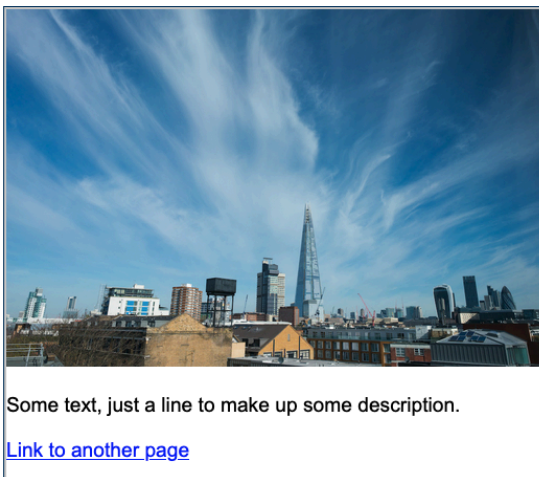 Some text, just a line to make up some description.
Link to another page